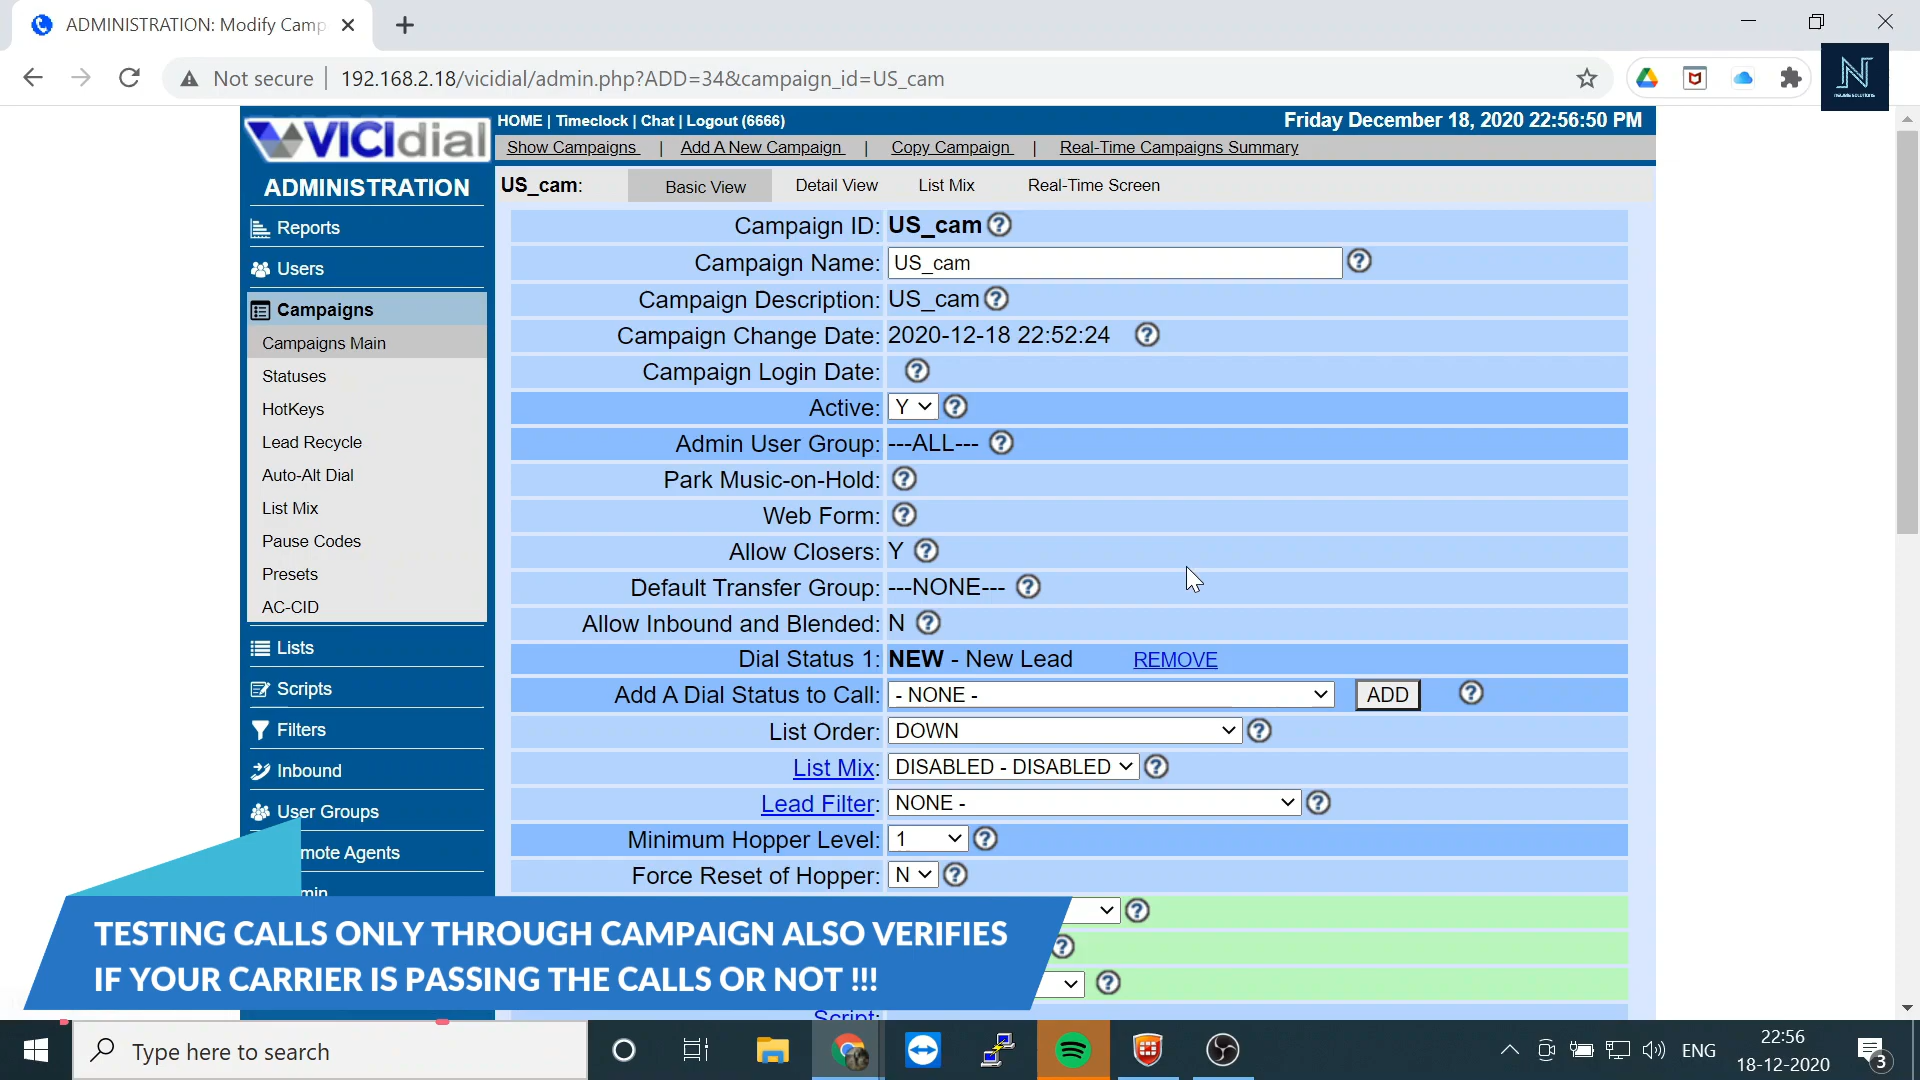 ADMINISTRATION: Modify Camp
Not secure
192.168.2.18/vicidial/admin.php?ADD=34&campaign_id=US_cam
N
VICIdial
HOME | Timeclock | Chat | Logout (6666)
Friday December 18, 2020 22:56:50 PM
Show Campaigns | Add A New Campaign | Copy Campaign | Real-Time Campaigns Summary
ADMINISTRATION
US_cam: Basic View Detail View List Mix Real-Time Screen
Reports
Users
Campaigns
Campaigns Main
Statuses
HotKeys
Lead Recycle
Auto-Alt Dial
List Mix
Pause Codes
Presets
AC-CID
Lists
Scripts
Filters
Inbound
User Groups
mote Agents
min
Campaign ID: US_cam
Campaign Name: US_cam
Campaign Description: US_cam
Campaign Change Date: 2020-12-18 22:52:24
Campaign Login Date:
Active: Y
Admin User Group: ---ALL---
Park Music-on-Hold:
Web Form:
Allow Closers: Y
Default Transfer Group: ---NONE---
Allow Inbound and Blended: N
Dial Status 1: NEW - New Lead REMOVE
Add A Dial Status to Call: - NONE - ADD
List Order: DOWN
List Mix: DISABLED - DISABLED
Lead Filter: NONE -
Minimum Hopper Level: 1
Force Reset of Hopper: N
Script:
TESTING CALLS ONLY THROUGH CAMPAIGN ALSO VERIFIES
IF YOUR CARRIER IS PASSING THE CALLS OR NOT !!!
Type here to search
ENG
22:56
18-12-2020
3